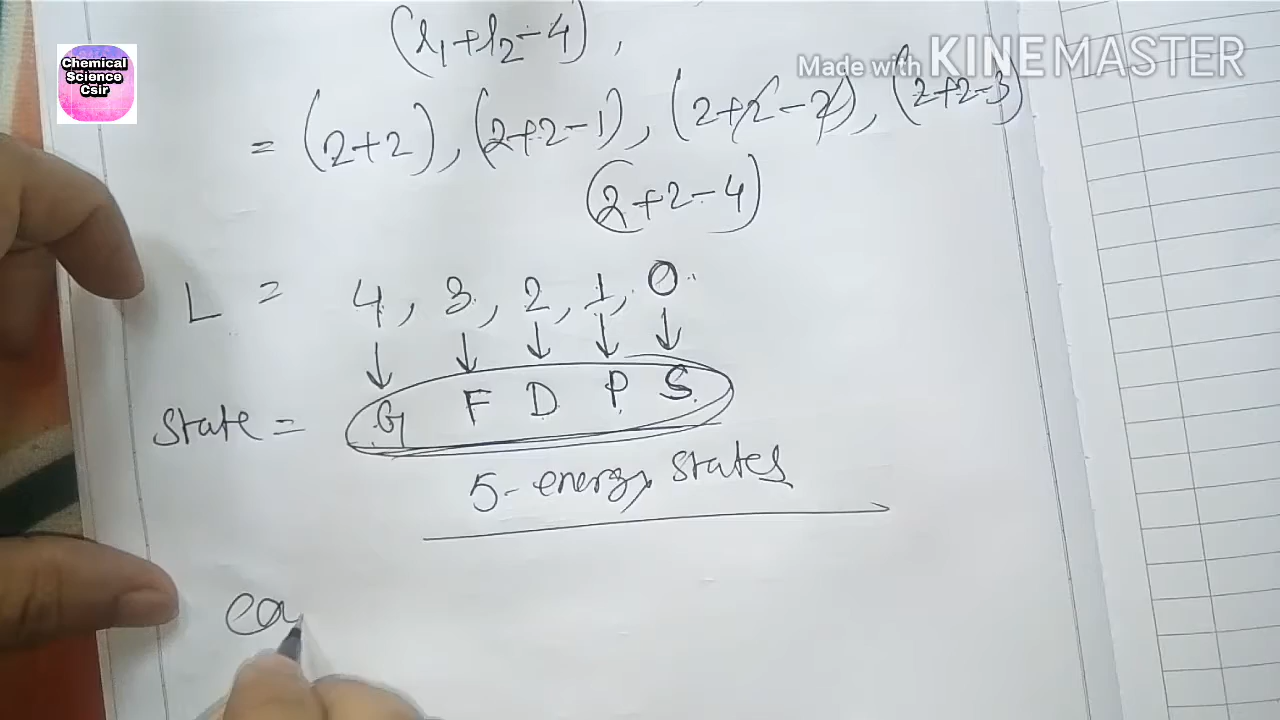 (l₁+l₂-4),
Made with KINEMASTER
Chemical
Science
Csir
= (2+2), (2+2-1), (2+2-2), (2+2-3)
(2+2-4)
L = 4, 3, 2, 1, 0
↓ ↓ ↓ ↓ ↓
State = G F D P S
5-energy states
ea